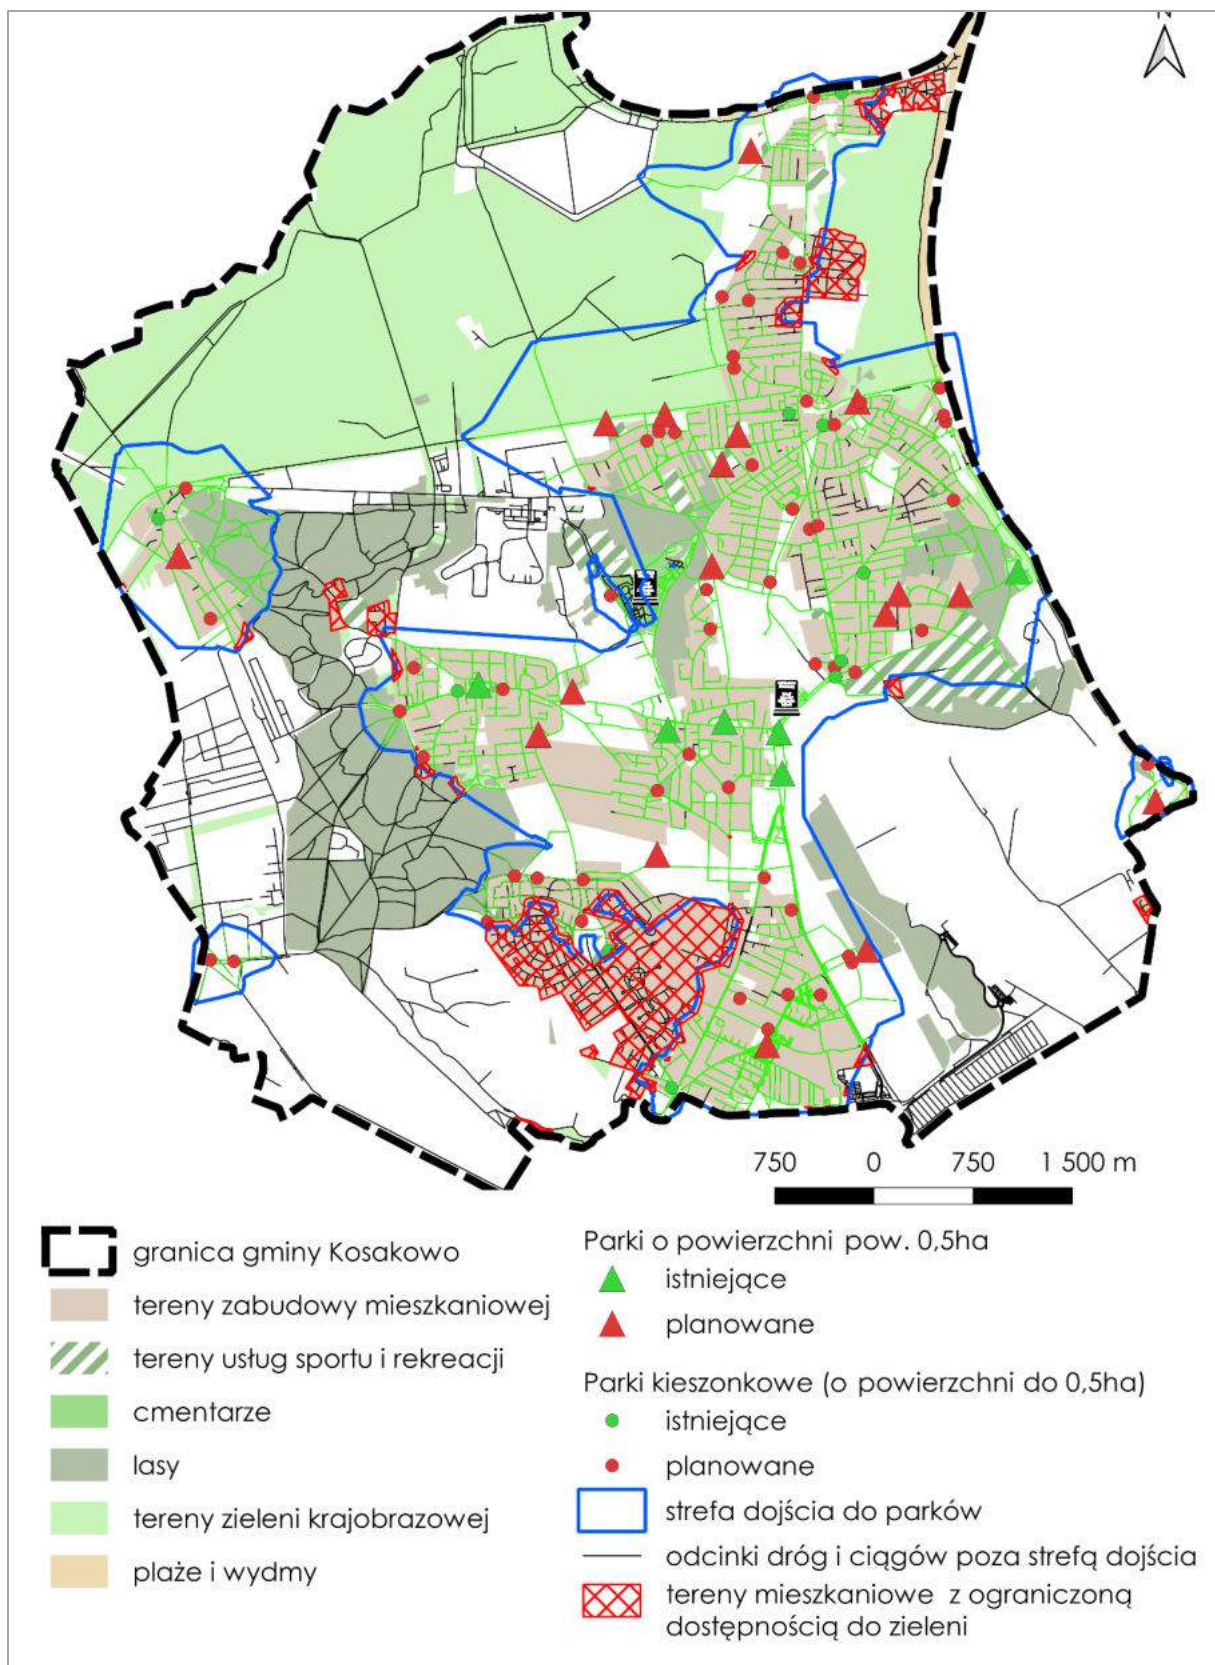 N
750 0 750 1 500 m
granica gminy Kosakowo
tereny zabudowy mieszkaniowej
tereny usług sportu i rekreacji
cmentarze
lasy
tereny zieleni krajobrazowej
plaże i wydmy
Parki o powierzchni pow. 0,5ha
istniejące
planowane
Parki kieszonkowe (o powierzchni do 0,5ha)
istniejące
planowane
strefa dojścia do parków
odcinki dróg i ciągów poza strefą dojścia
tereny mieszkaniowe z ograniczoną
dostępnością do zieleni